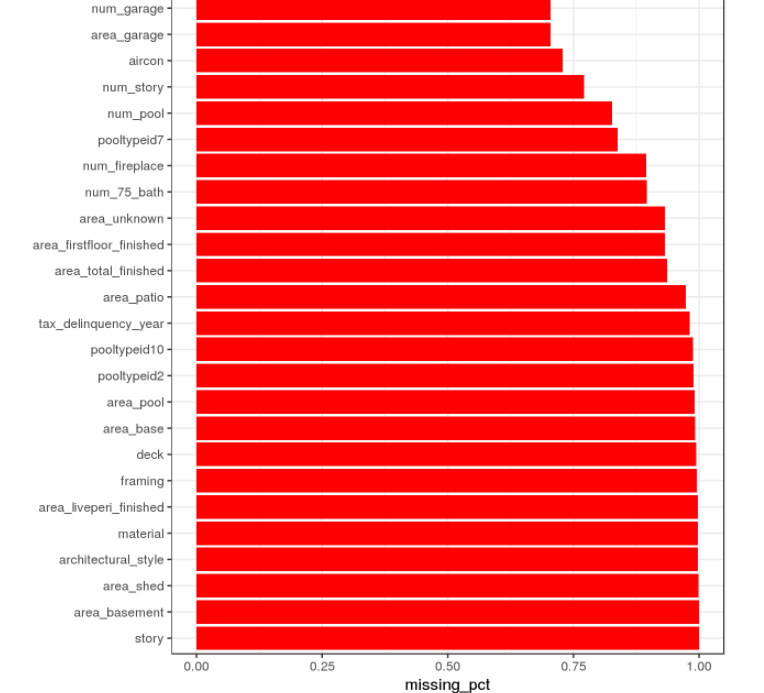 num_garage
area_garage
aircon
num_story
num_pool
pooltypeid7
num_fireplace
num_75_bath
area_unknown
area_firstfloor_finished
area_total_finished
area_patio
tax_delinquency_year
pooltypeid10
pooltypeid2
area_pool
area_base
deck
framing
area_liveperi_finished
material
architectural_style
area_shed
area_basement
story
0.00 0.25 0.50 0.75 1.00
missing_pct